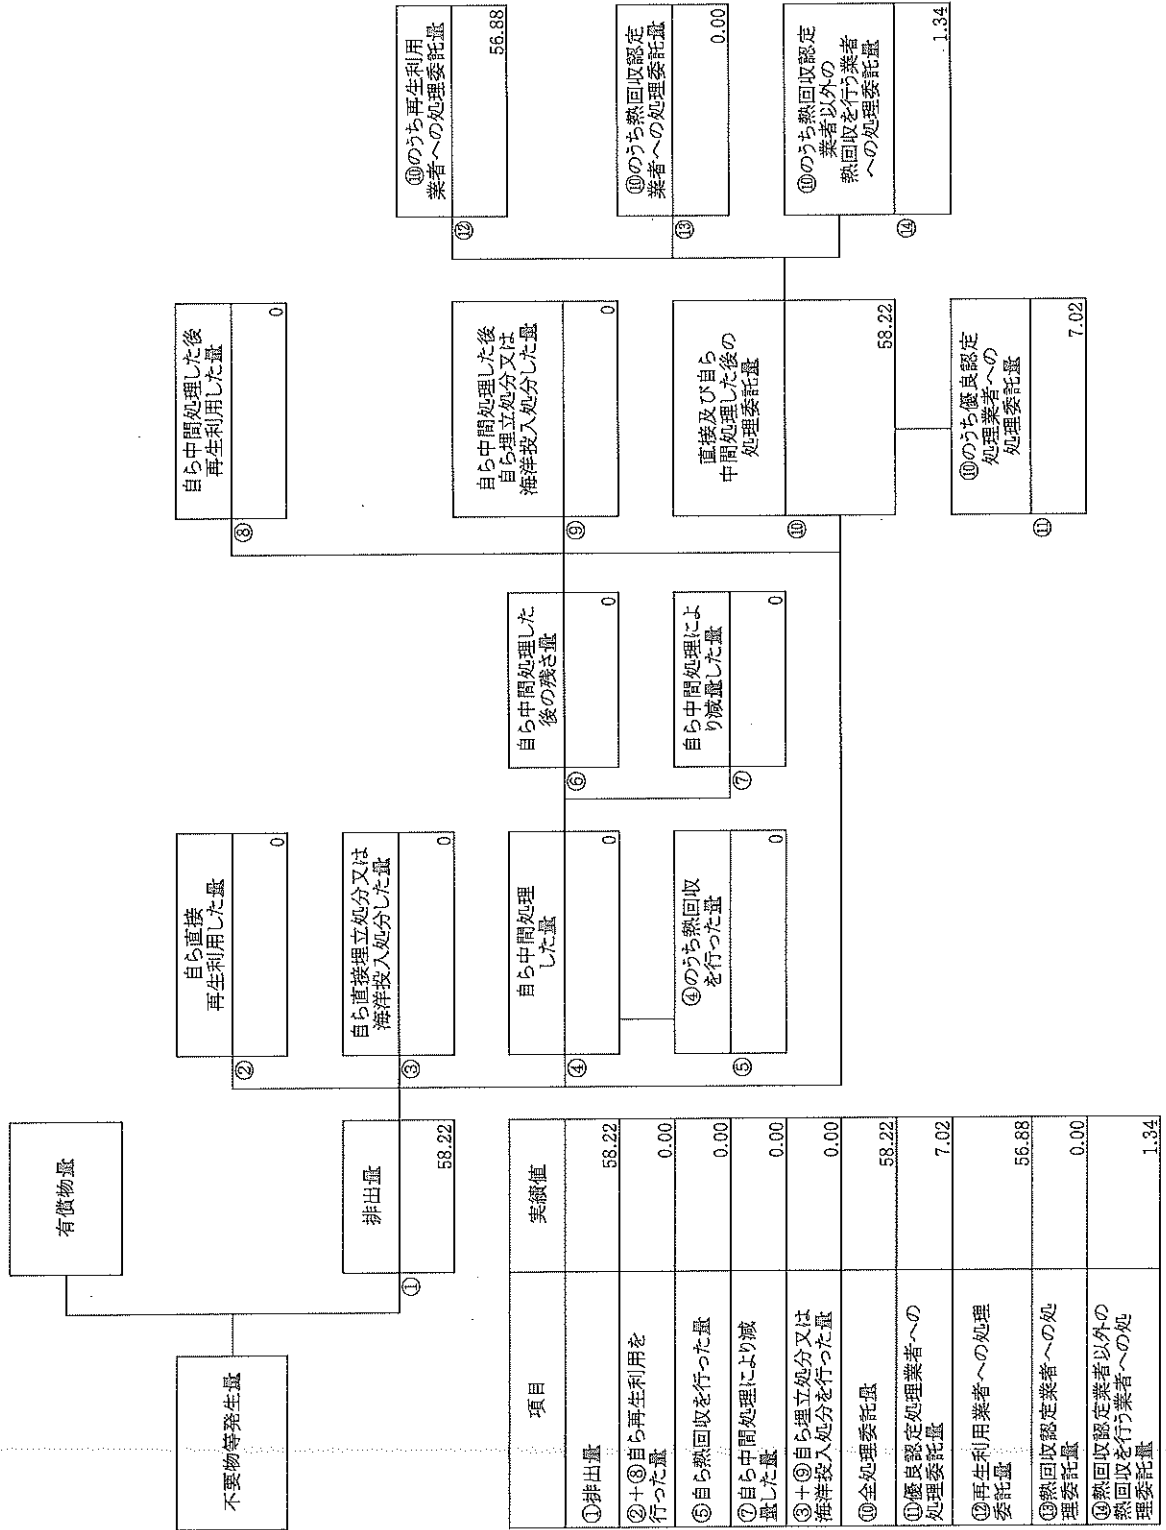 不要物等発生量
有償物量
排出量
①
58.22
自ら直接
再生利用した量
②
0
自ら直接埋立処分又は
海洋投入処分した量
③
0
自ら中間処理
した量
④
0
④のうち熱回収
を行った量
⑤
0
自ら中間処理した
後の残さ量
⑥
0
自ら中間処理によ
り減量した量
⑦
0
自ら中間処理した後
再生利用した量
⑧
0
自ら中間処理した後
自ら埋立処分又は
海洋投入処分した量
⑨
0
直接及び自ら
中間処理した後の
処理委託量
⑩
58.22
⑩のうち優良認定
処理業者への
処理委託量
⑪
7.02
⑩のうち再生利用
業者への処理委託量
⑫
56.88
⑩のうち熱回収認定
業者への処理委託量
⑬
0.00
⑩のうち熱回収認定
業者以外の
熱回収を行う業者
への処理委託量
⑭
1.34
項目 実績値
①排出量 58.22
②+⑧自ら再生利用を
行った量 0.00
⑤自ら熱回収を行った量 0.00
⑦自ら中間処理により減
量した量 0.00
③+⑨自ら埋立処分又は
海洋投入処分を行った量 0.00
⑩全処理委託量 58.22
⑪優良認定処理業者への
処理委託量 7.02
⑫再生利用業者への処理
委託量 56.88
⑬熱回収認定業者への処
理委託量 0.00
⑭熱回収認定業者以外の
熱回収を行う業者への処
理委託量 1.34